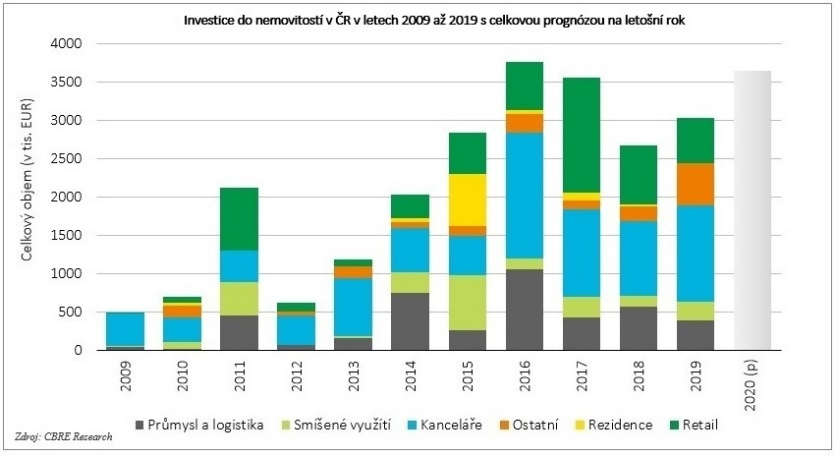 Investice do nemovitostí v ČR v letech 2009 až 2019 s celkovou prognózou na letošní rok
Celkový objem (v tis. EUR)
4000
3500
3000
2500
2000
1500
1000
500
0
2009 2010 2011 2012 2013 2014 2015 2016 2017 2018 2019 2020 (p)
Průmysl a logistika Smíšené využití Kanceláře Ostatní Rezidence Retail
Zdroj: CBRE Research